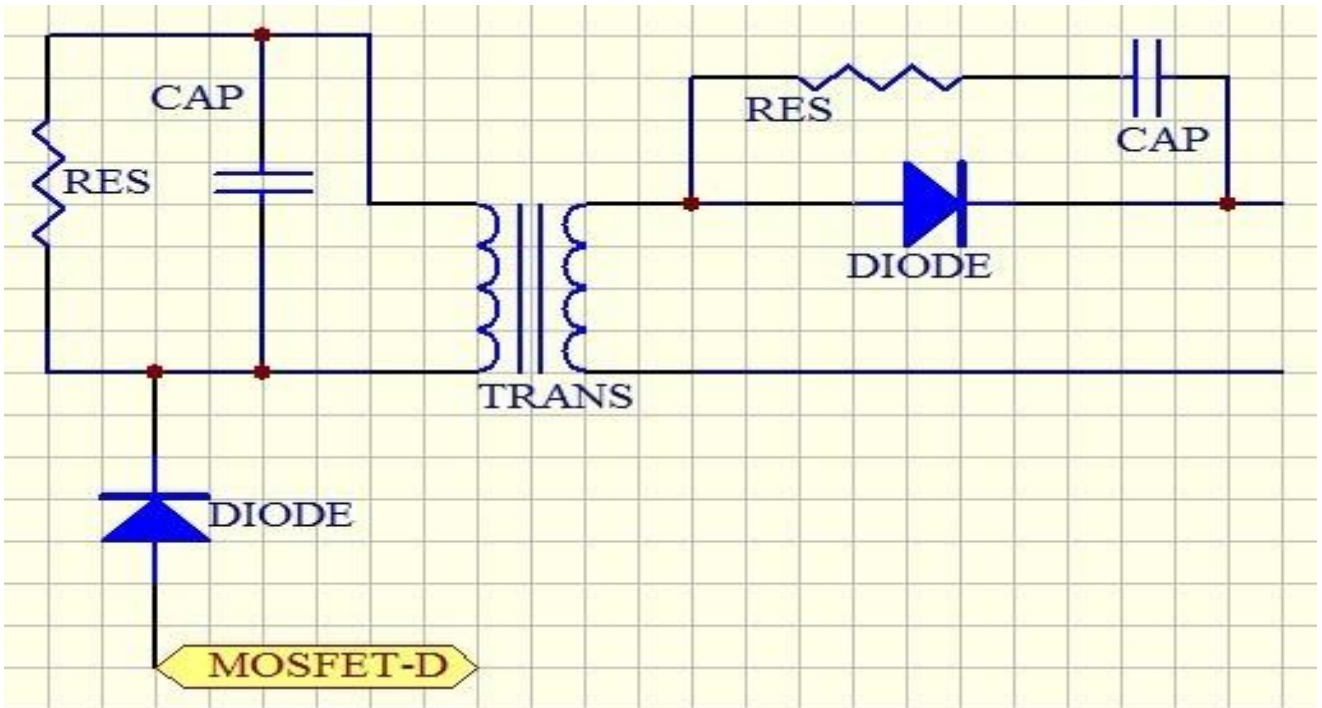 CAP
RES
RES
CAP
DIODE
TRANS
DIODE
MOSFET-D